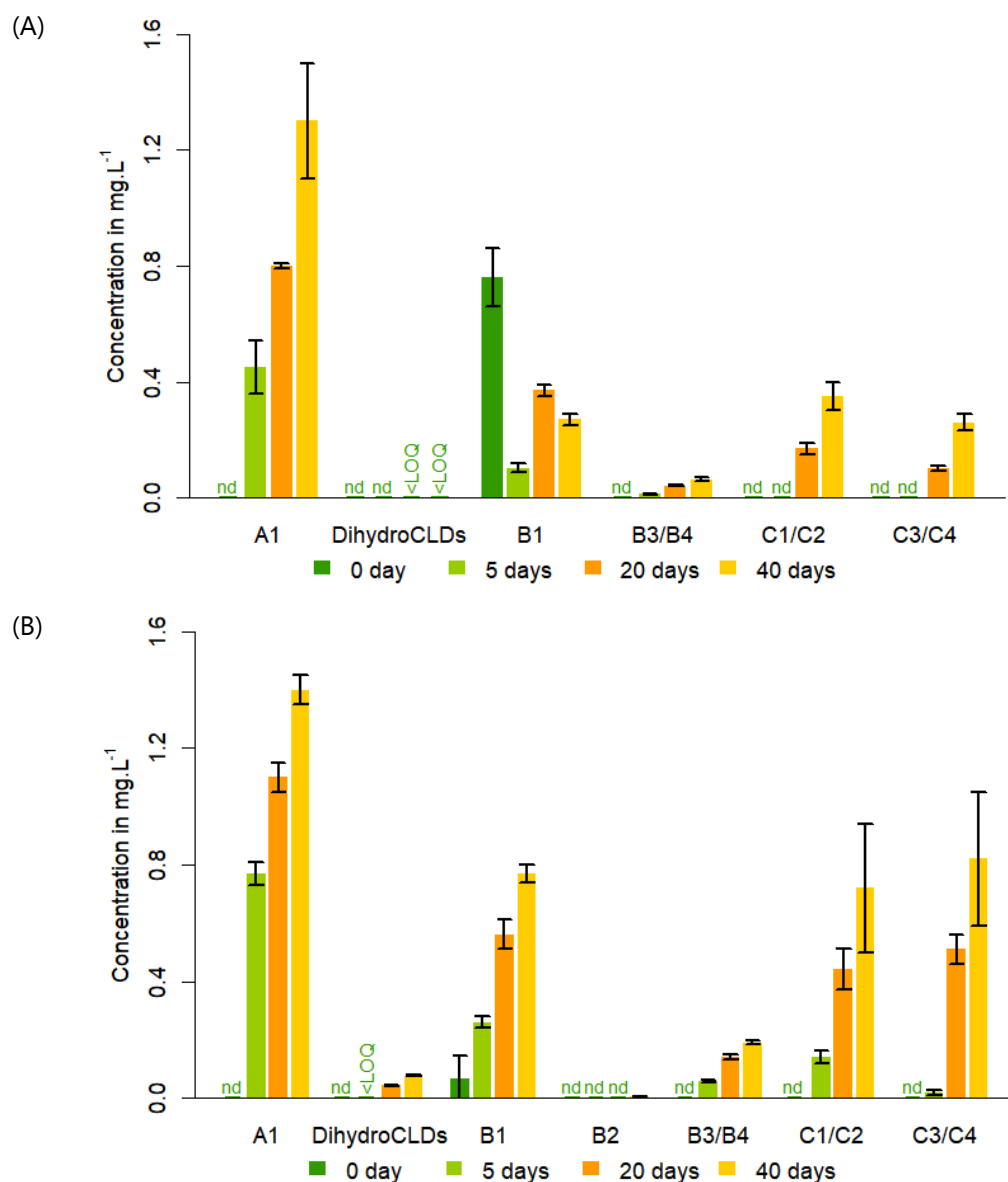 (A)
Concentration in mg.L-1
1.6
1.2
0.8
0.4
0.0
nd
nd nd <LOQ <LOQ
nd
nd nd
nd nd
A1 DihydroCLDs B1 B3/B4 C1/C2 C3/C4
0 day 5 days 20 days 40 days
(B)
Concentration in mg.L-1
1.6
1.2
0.8
0.4
0.0
nd
nd <LOQ
nd nd nd
nd
nd
nd
A1 DihydroCLDs B1 B2 B3/B4 C1/C2 C3/C4
0 day 5 days 20 days 40 days